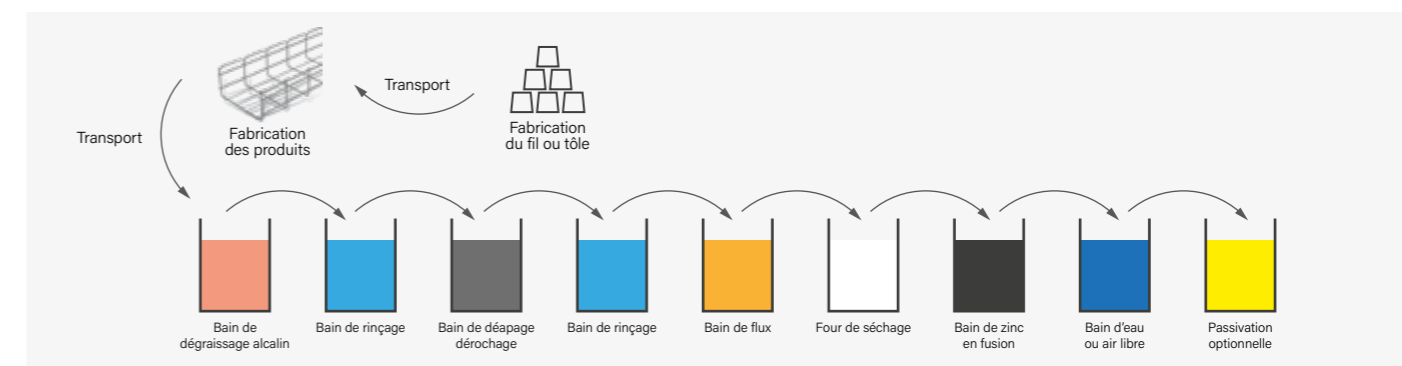 Transport
Fabrication
du fil ou tôle
Fabrication
des produits
Transport
Bain de
dégraissage alcalin
Bain de rinçage
Bain de déapage
dérochage
Bain de rinçage
Bain de flux
Four de séchage
Bain de zinc
en fusion
Bain d'eau
ou air libre
Passivation
optionnelle